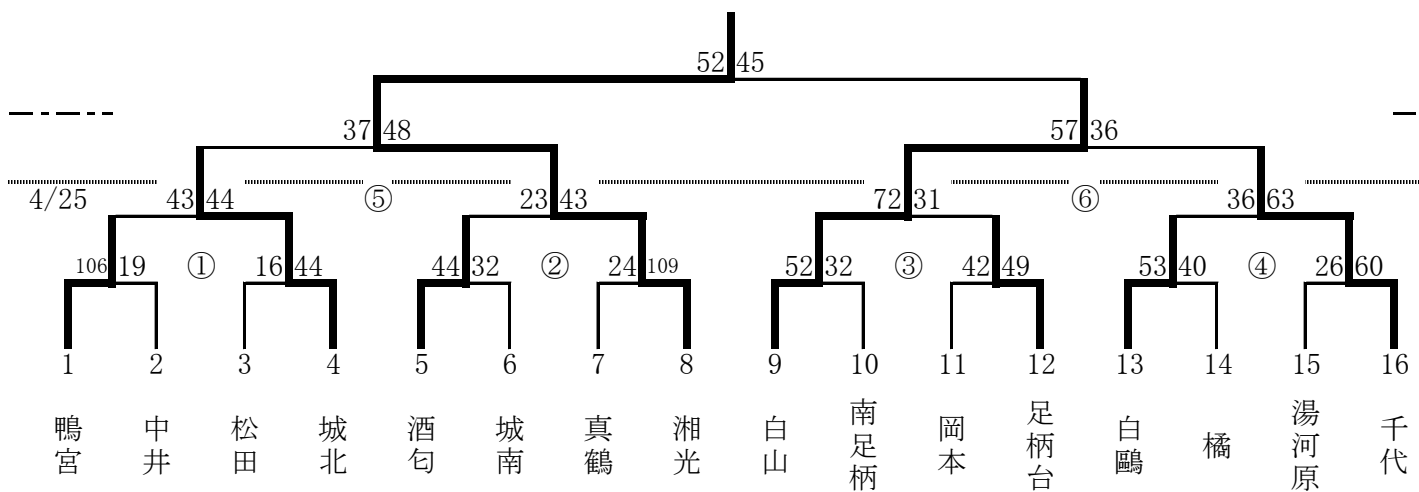 52 45
37 48 57 36
4/25 43 44 ⑤ 23 43 72 31 ⑥ 36 63
106 19 ① 16 44 44 32 ② 24 109 52 32 ③ 42 49 53 40 ④ 26 60
1 2 3 4 5 6 7 8 9 10 11 12 13 14 15 16
鴨宮 中井 松田 城北 酒匂 城南 真鶴 湘光 白山 南足柄 岡本 足柄台 白鷗 橘 湯河原 千代